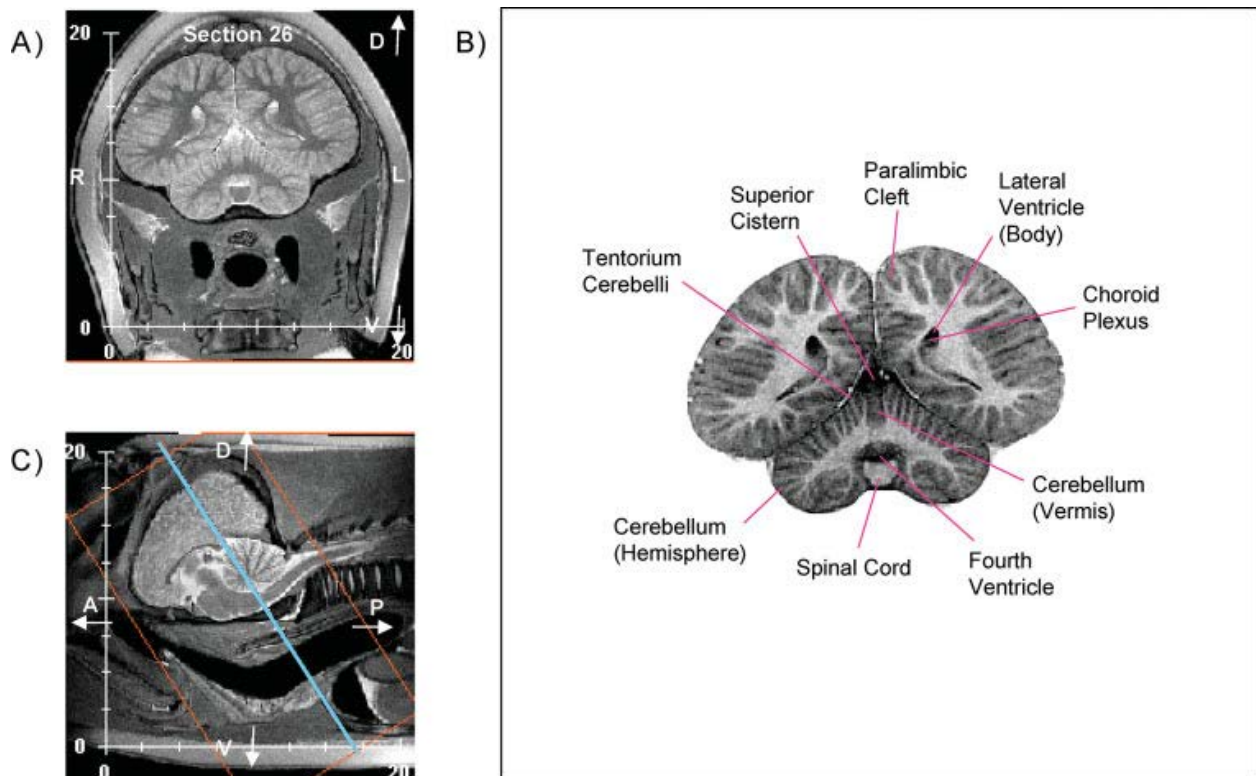 A)
20
Section 26
D
R
L
0
V
0
20
B)
Paralimbic
Cleft
Lateral
Ventricle
(Body)
Superior
Cistern
Tentorium
Cerebelli
Choroid
Plexus
Cerebellum
(Vermis)
Cerebellum
(Hemisphere)
Spinal Cord
Fourth
Ventricle
C)
20
D
A
P
0
V
0
20